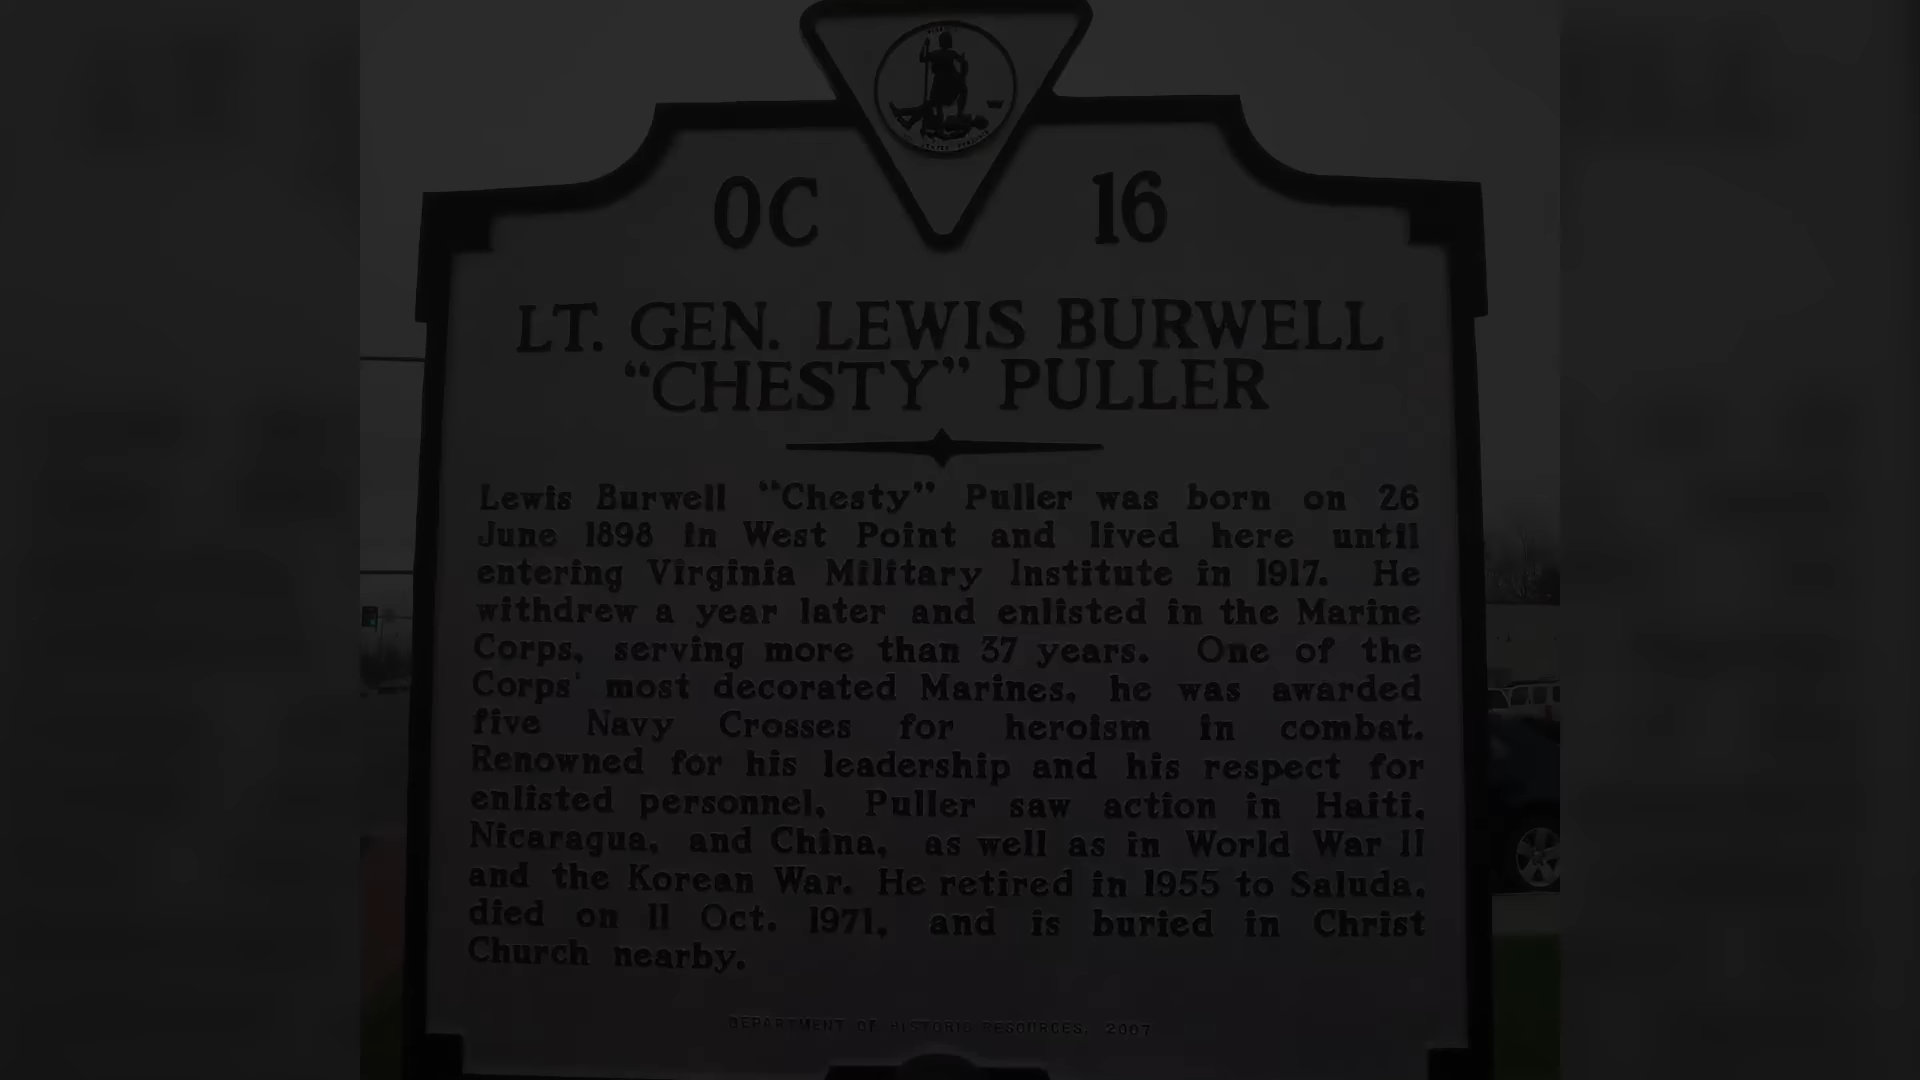 OC 16
LT. GEN. LEWIS BURWELL
“CHESTY” PULLER
Lewis Burwell “Chesty” Puller was born on 26
June 1898 in West Point and lived here until
entering Virginia Military Institute in 1917. He
withdrew a year later and enlisted in the Marine
Corps, serving more than 37 years. One of the
Corps' most decorated Marines, he was awarded
five Navy Crosses for heroism in combat.
Renowned for his leadership and his respect for
enlisted personnel, Puller saw action in Haiti,
Nicaragua, and China, as well as in World War II
and the Korean War. He retired in 1955 to Saluda,
died on 11 Oct. 1971, and is buried in Christ
Church nearby.
DEPARTMENT OF HISTORIC RESOURCES, 2007